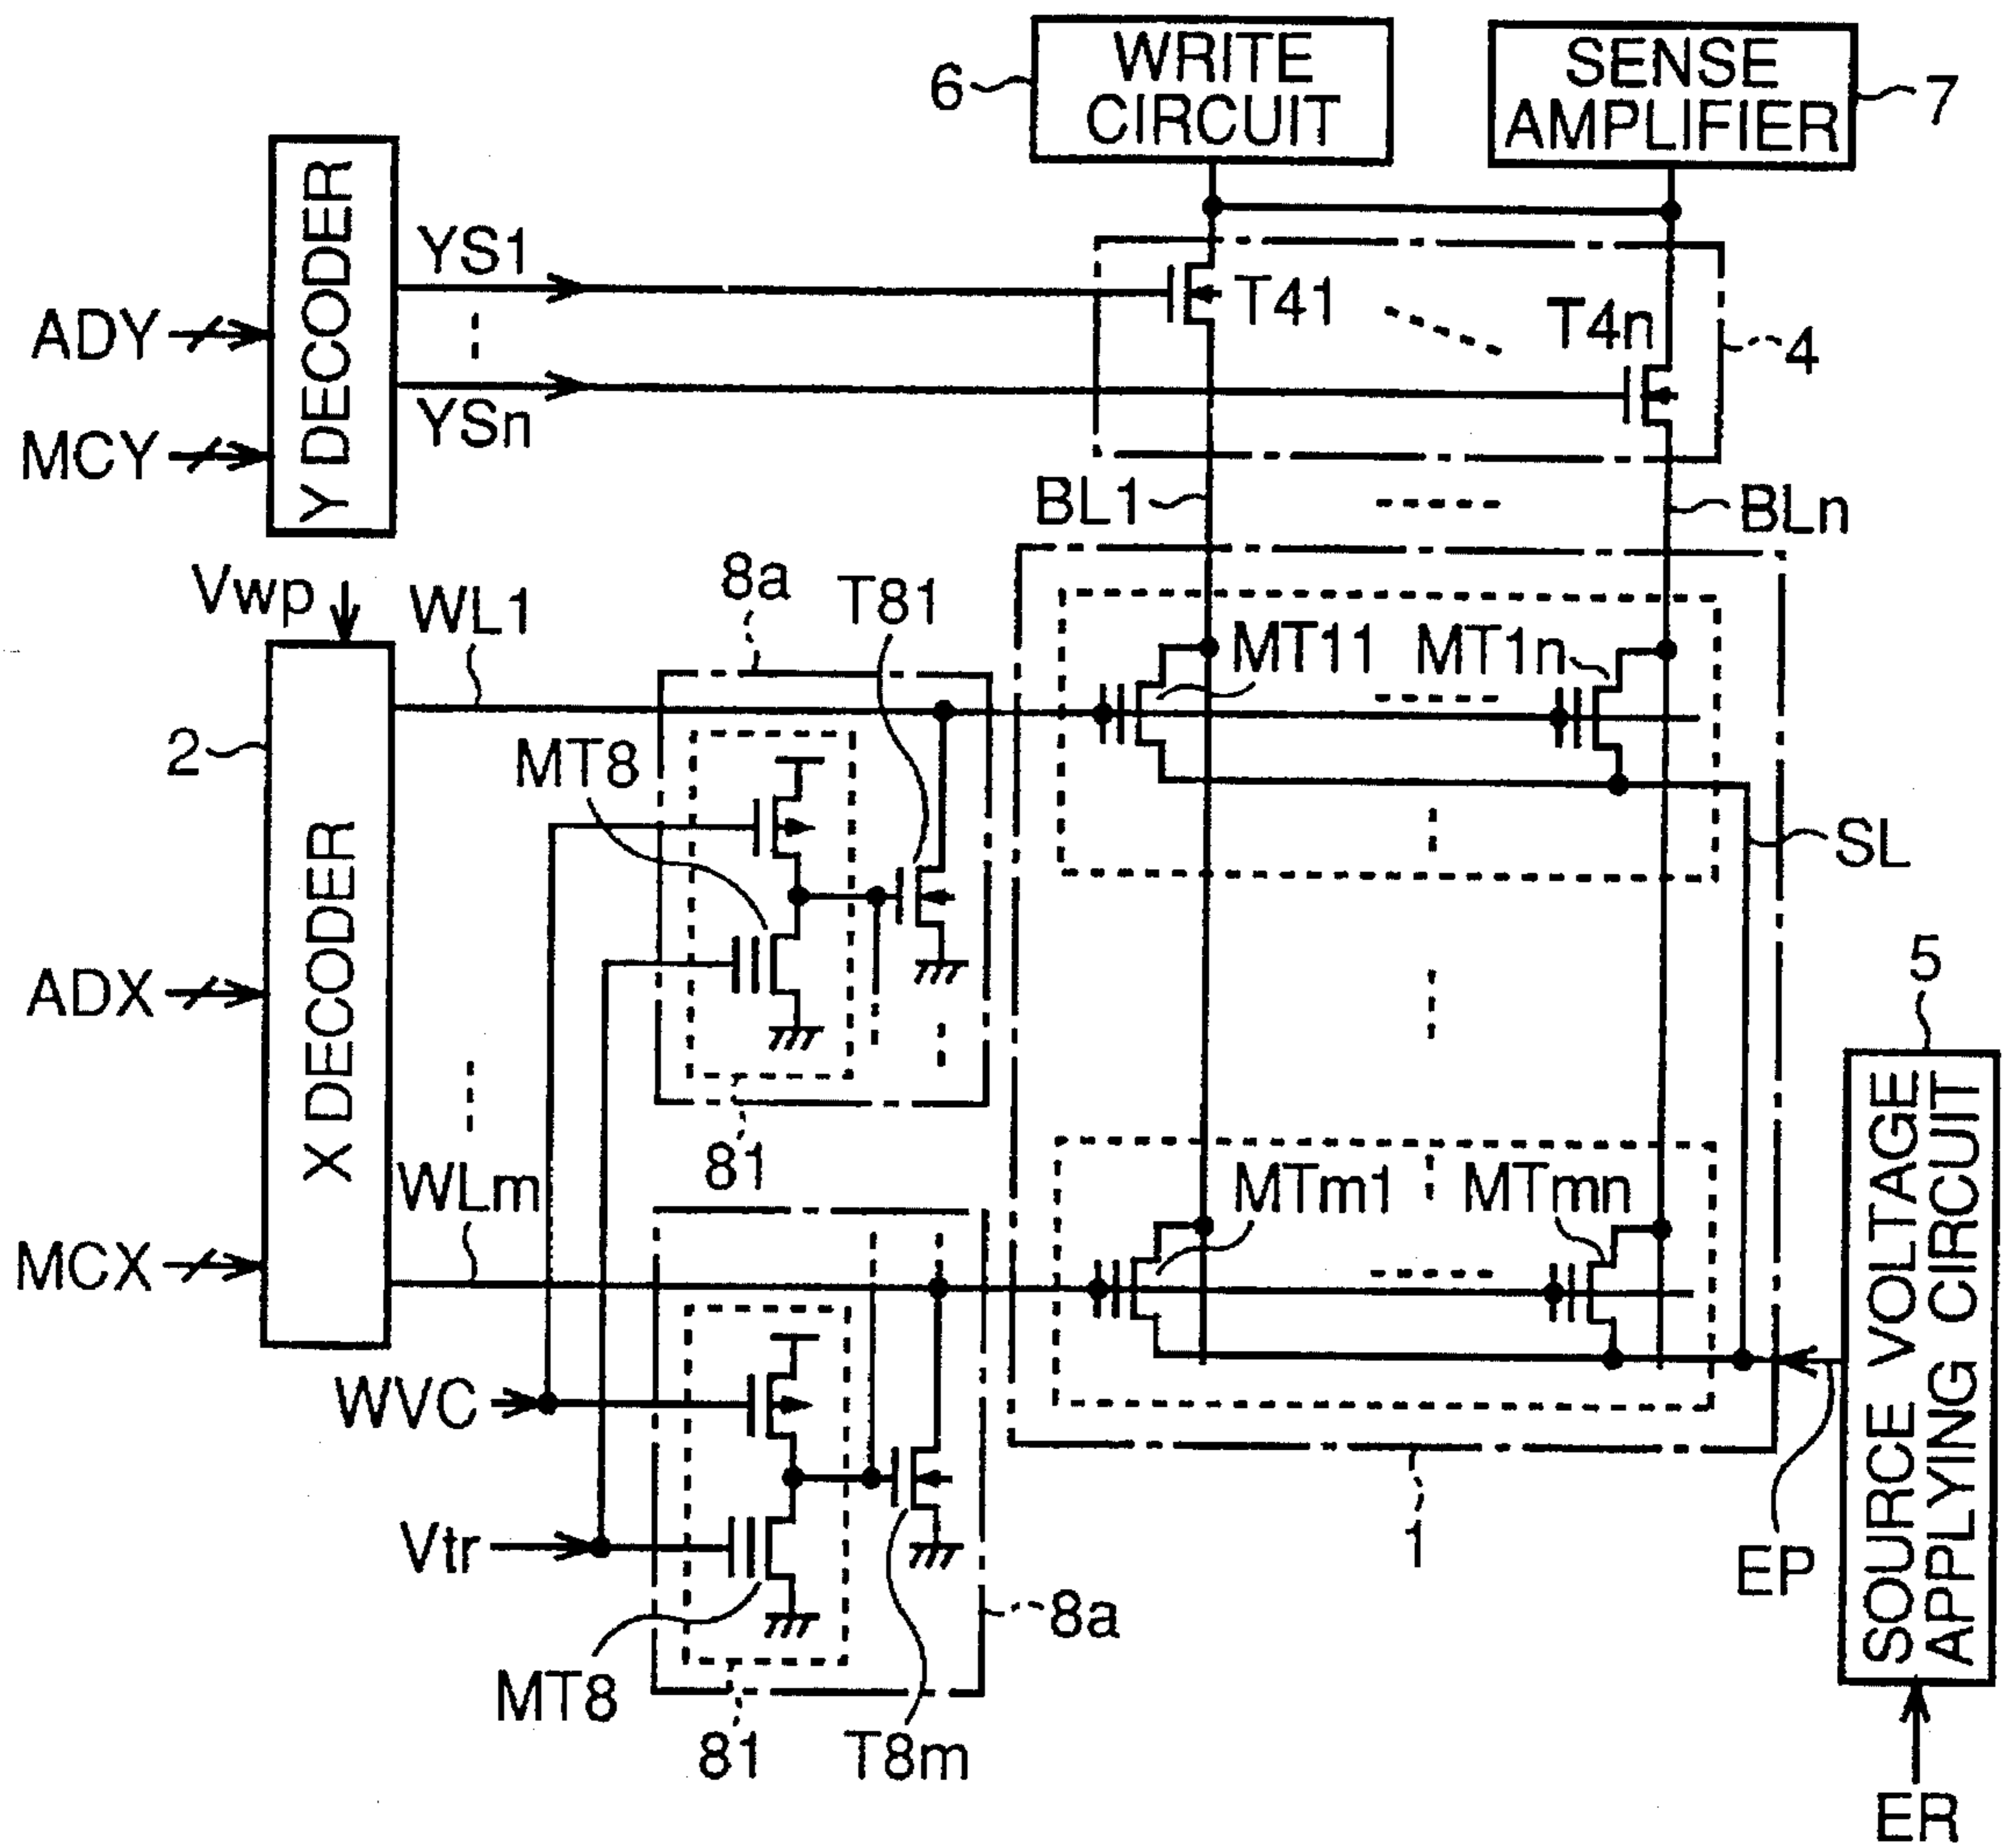 WRITE
CIRCUIT
6
SENSE
AMPLIFIER
7
Y DECODER
YS1
YSn
ADY
MCY
T41
T4n
4
BL1
BLn
Vwp
WL1
8a
T81
MT11
MT1n
2
MT8
SL
X DECODER
ADX
81
5
SOURCE VOLTAGE
APPLYING CIRCUIT
WLm
MTm1
MTmn
MCX
WVC
Vtr
1
EP
8a
MT8
81
T8m
ER